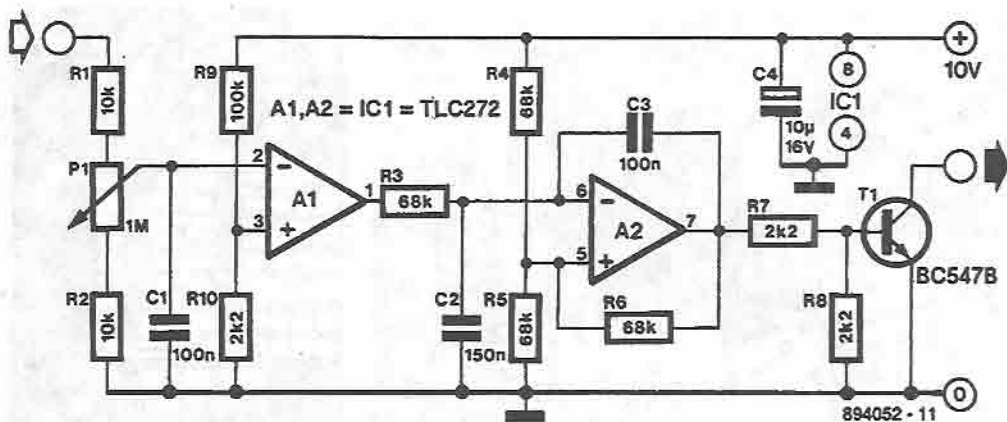 R1
10k
P1
1M
R2
10k
C1
100n
R9
100k
R10
2k2
A1,A2 = IC1 = TLC272
2
3
−
+
A1
1
R3
68k
C2
150n
R4
68k
R5
68k
C3
100n
6
5
−
+
A2
7
R6
68k
R7
2k2
R8
2k2
C4
10μ
16V
8
IC1
4
+
10V
T1
BC547B
0
894052 - 11